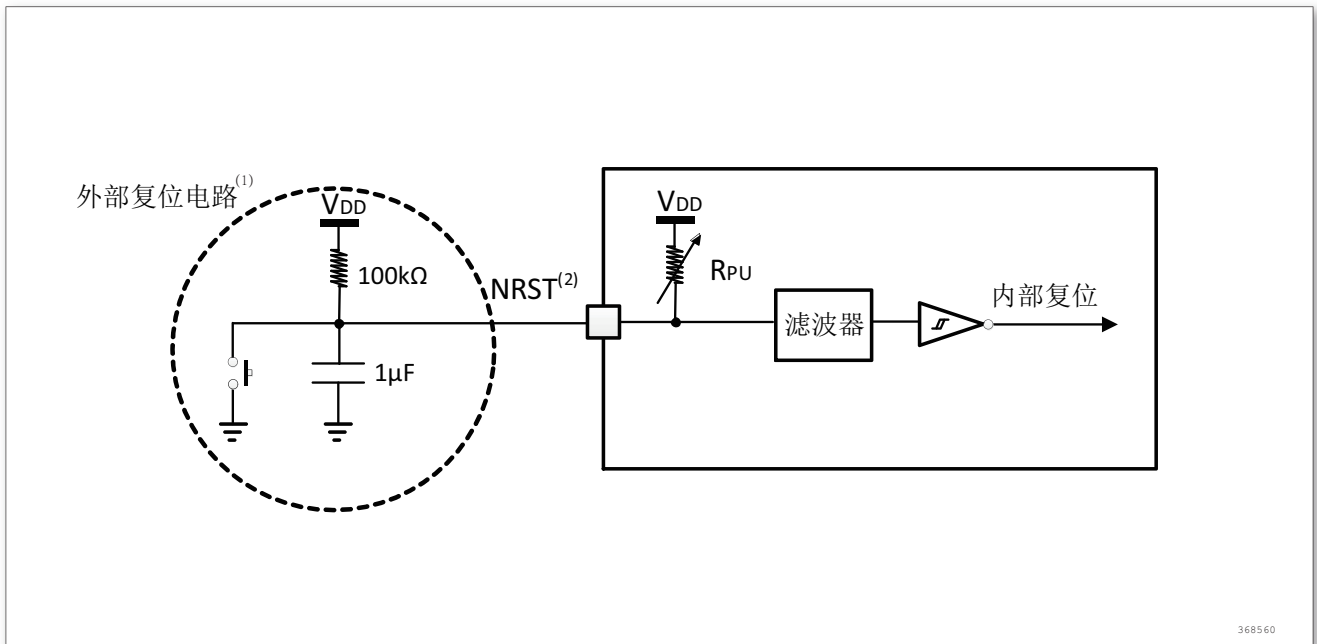 外部复位电路(1)
VDD
100kΩ
1μF
NRST(2)
VDD
RPU
滤波器
内部复位
368560